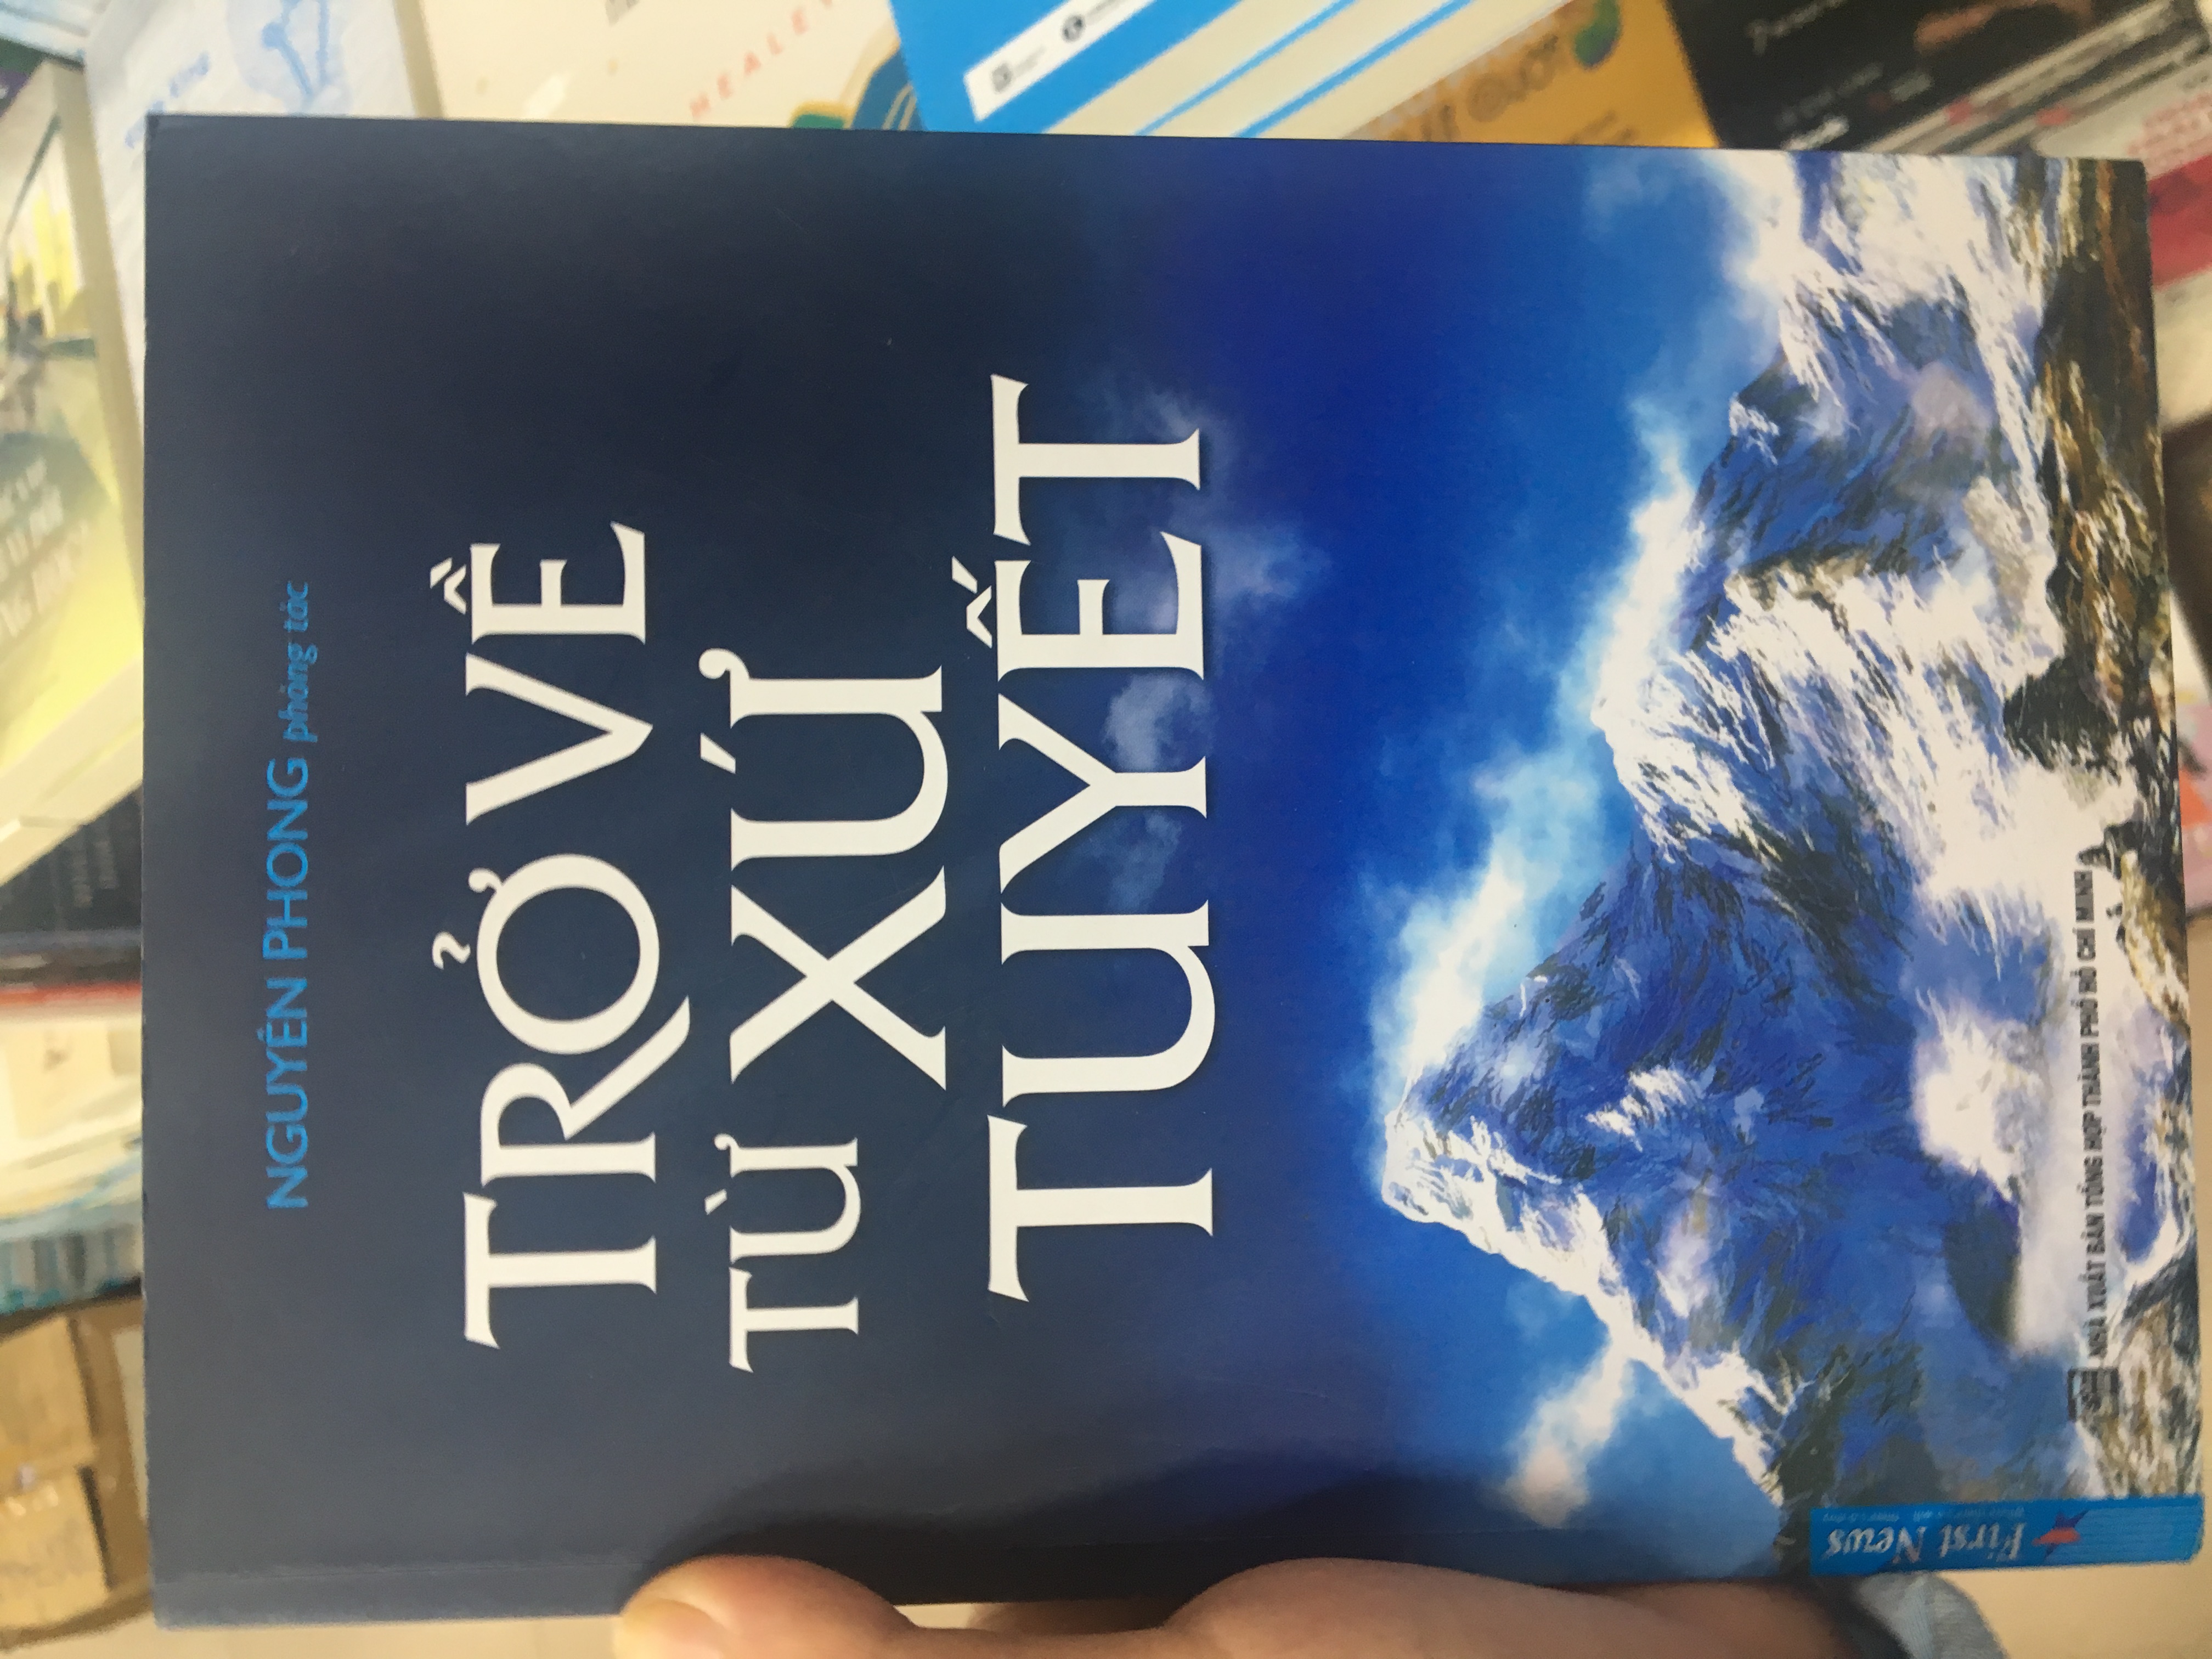 NGUYÊN PHONG phóng tác
TRỞ VỀ
TỪ XỨ
TUYẾT
First News
NHÀ XUẤT BẢN TỔNG HỢP THÀNH PHỐ HỒ CHÍ MINH
HEALE